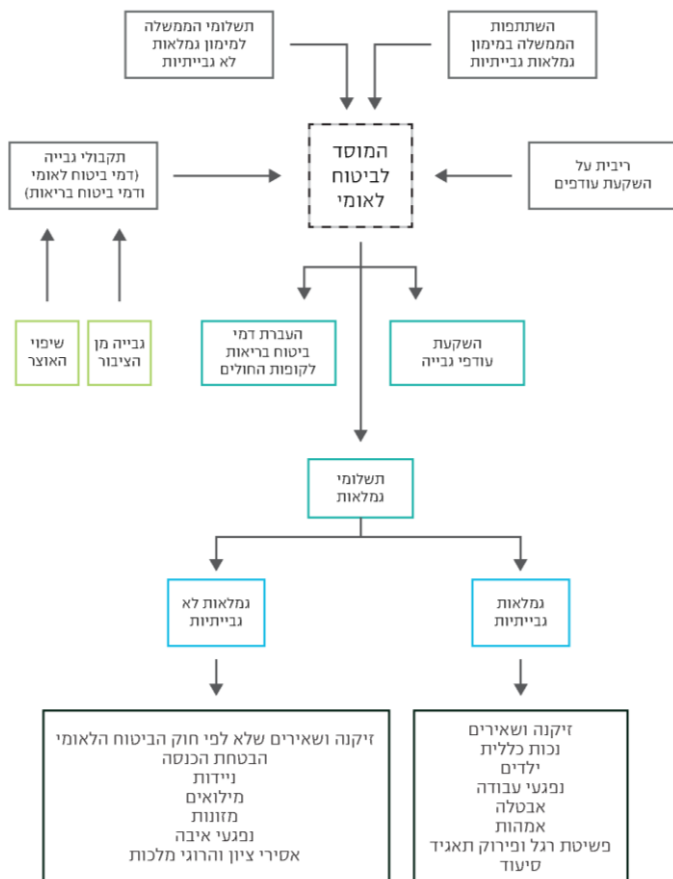 השתתפות
הממשלה במימון
גמלאות גבייתיות
תשלומי הממשלה
למימון גמלאות
לא גבייתיות
ריבית על
השקעת עודפים
המוסד
לביטוח
לאומי
תקבולי גבייה
(דמי ביטוח לאומי
ודמי ביטוח בריאות)
גבייה מן
הציבור
שיפוי
האוצר
השקעת
עודפי גבייה
העברת דמי
ביטוח בריאות
לקופות החולים
תשלומי
גמלאות
גמלאות
גבייתיות
גמלאות לא
גבייתיות
זיקנה ושאירים
נכות כללית
ילדים
נפגעי עבודה
אבטלה
אמהות
פשיטת רגל ופירוק תאגיד
סיעוד
זיקנה ושאירים שלא לפי חוק הביטוח הלאומי
הבטחת הכנסה
ניידות
מילואים
מזונות
נפגעי איבה
אסירי ציון והרוגי מלכות